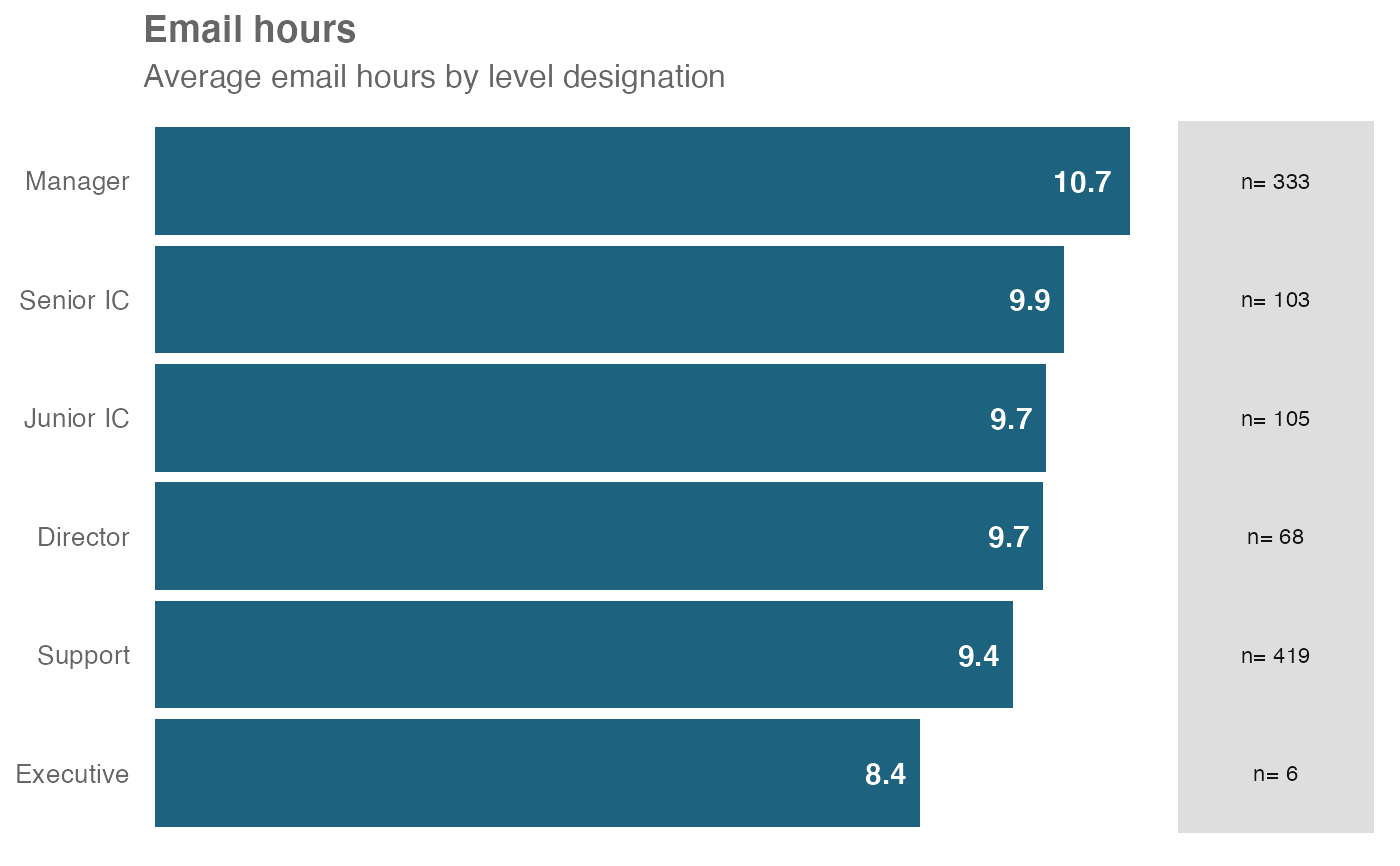 Email hours
Average email hours by level designation
Manager 10.7 n= 333
Senior IC 9.9 n= 103
Junior IC 9.7 n= 105
Director 9.7 n= 68
Support 9.4 n= 419
Executive 8.4 n= 6